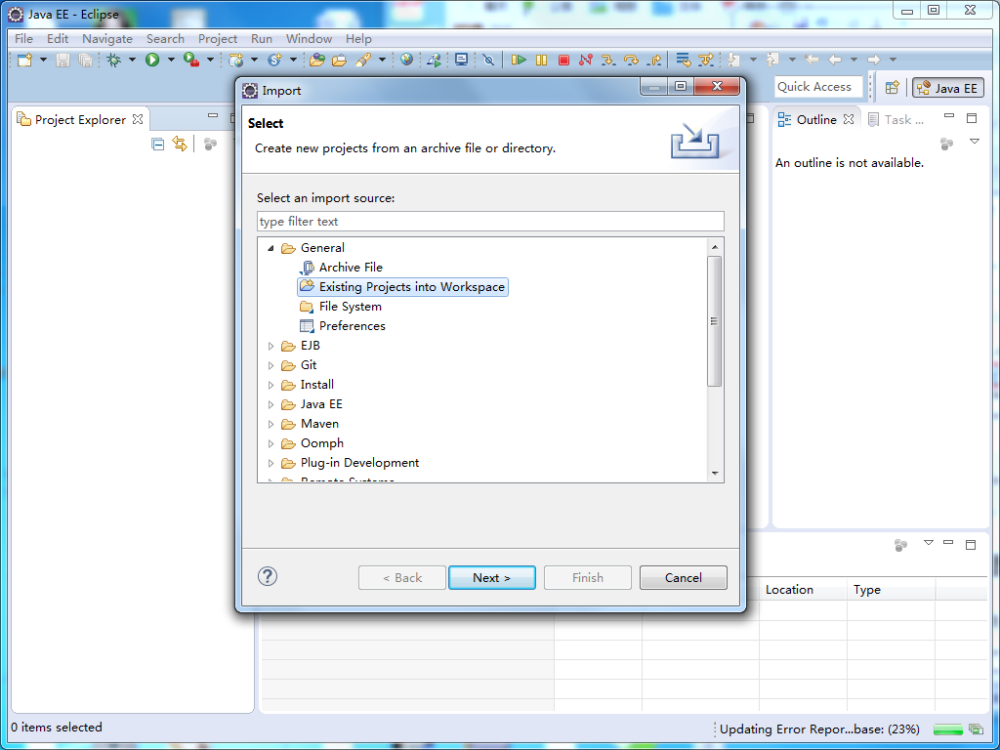 Java EE - Eclipse
File Edit Navigate Search Project Run Window Help
Quick Access
Java EE
Import
Project Explorer
Select
Create new projects from an archive file or directory.
Outline
Task ...
An outline is not available.
Select an import source:
type filter text
General
Archive File
Existing Projects into Workspace
File System
Preferences
EJB
Git
Install
Java EE
Maven
Oomph
Plug-in Development
Remote Systems
< Back Next > Finish Cancel
Location Type
0 items selected
Updating Error Repor...base: (23%)